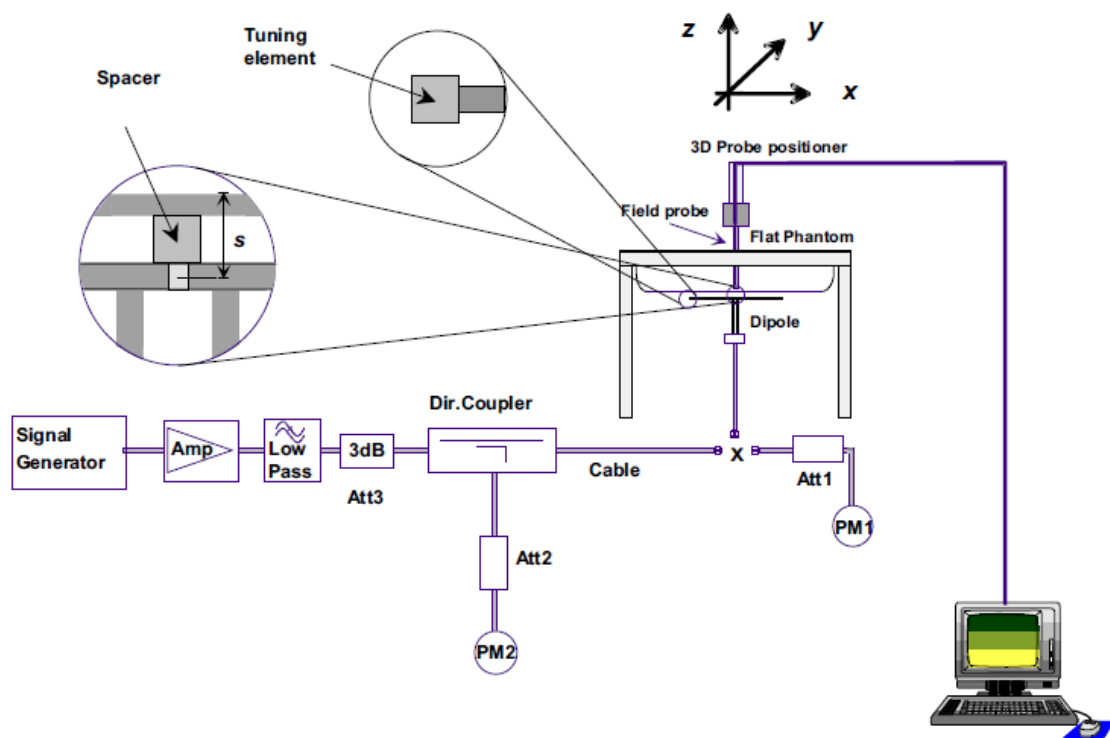 Tuning
element
Spacer
s
z
y
x
3D Probe positioner
Field probe
Flat Phantom
Dipole
Dir.Coupler
Signal
Generator
Amp
Low
Pass
3dB
Att3
Cable
x
Att1
PM1
Att2
PM2